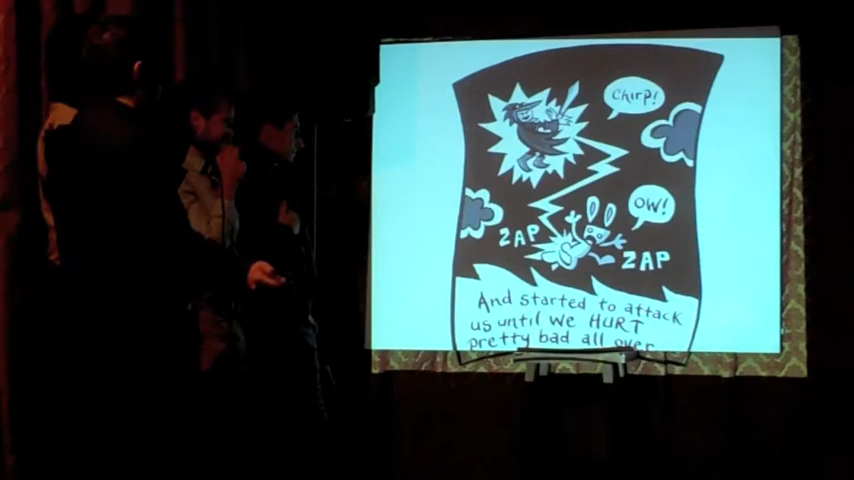 Chirp!
OW!
ZAP
ZAP
And started to attack
us until we HURT
pretty bad all over